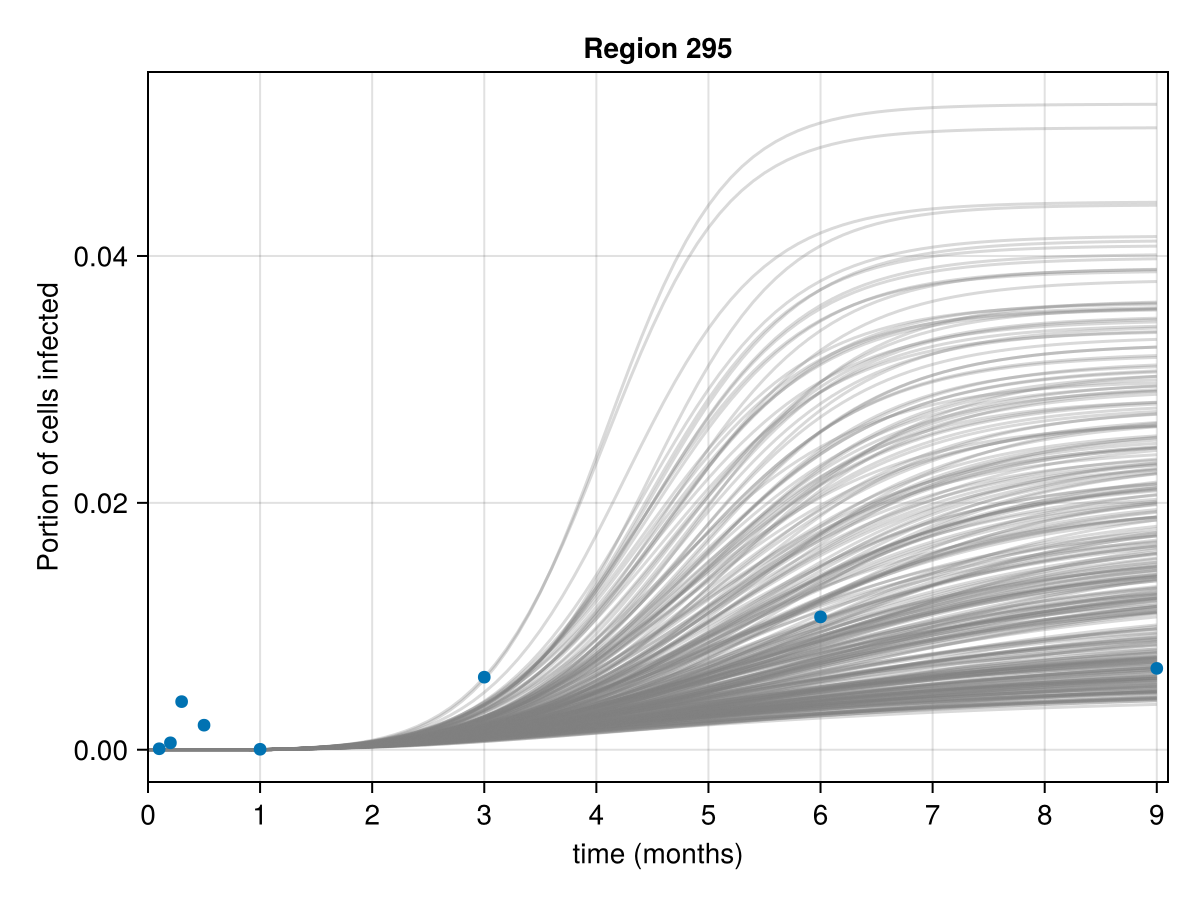 Region 295
Portion of cells infected
0.04
0.02
0.00
0 1 2 3 4 5 6 7 8 9
time (months)